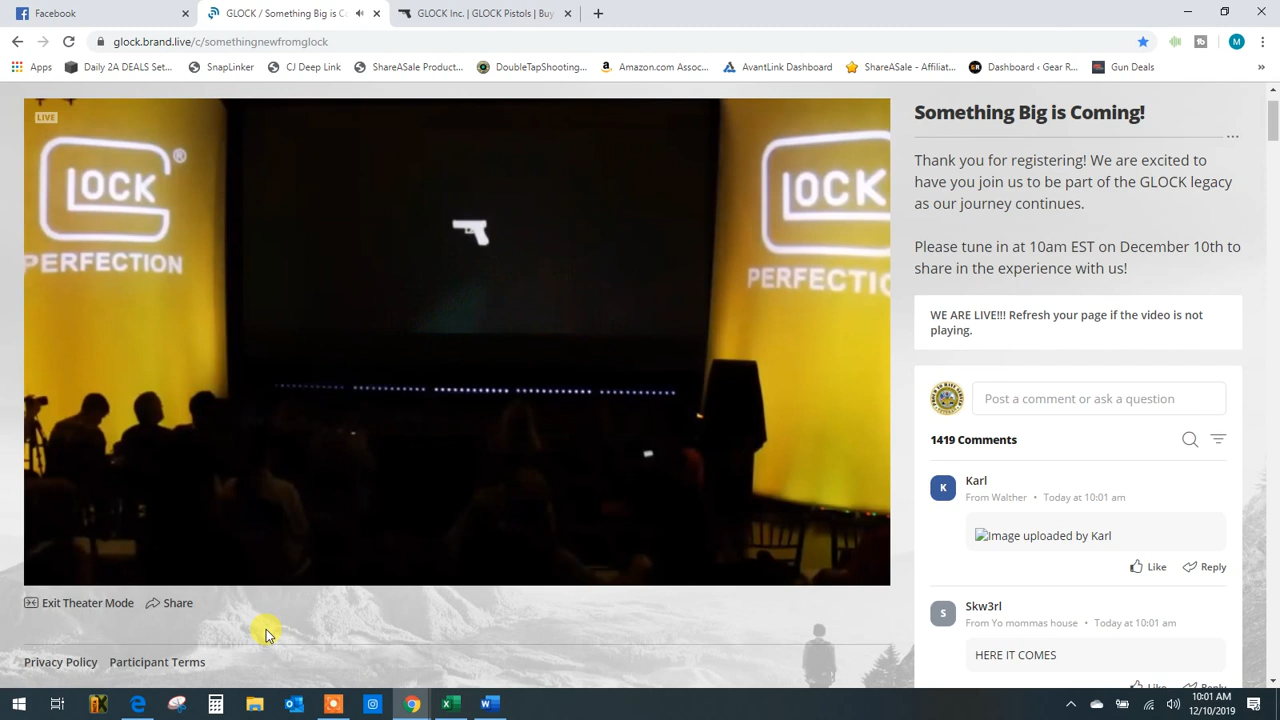 Facebook
GLOCK / Something Big is Co
GLOCK Inc. | GLOCK Pistols | Buy
glock.brand.live/c/somethingnewfromglock
M
Apps
Daily 2A DEALS Set...
SnapLinker
CJ Deep Link
ShareASale Product...
DoubleTapShooting...
Amazon.com Assoc...
AvantLink Dashboard
ShareASale - Affiliat...
Dashboard ‹ Gear R...
Gun Deals
»
LIVE
GLOCK®
PERFECTION
GLOCK
PERFECTION
Something Big is Coming!
Thank you for registering! We are excited to
have you join us to be part of the GLOCK legacy
as our journey continues.
Please tune in at 10am EST on December 10th to
share in the experience with us!
WE ARE LIVE!!! Refresh your page if the video is not
playing.
Post a comment or ask a question
1419 Comments
K
Karl
From Walther • Today at 10:01 am
Image uploaded by Karl
Like Reply
S
Skw3rl
From Yo mommas house • Today at 10:01 am
HERE IT COMES
Like Reply
Exit Theater Mode Share
Privacy Policy Participant Terms
10:01 AM
12/10/2019